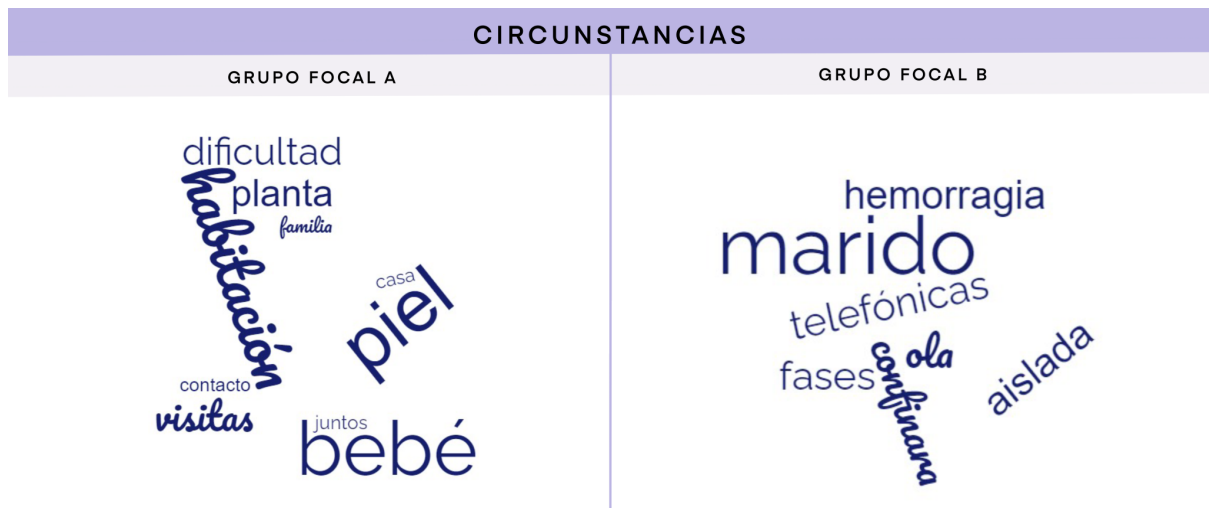 CIRCUNSTANCIAS
GRUPO FOCAL A
dificultad
planta
familia
habitación
casa
piel
contacto
visitas
juntos
bebé
GRUPO FOCAL B
hemorragia
marido
telefónicas
ola
fases
confinara
aislada